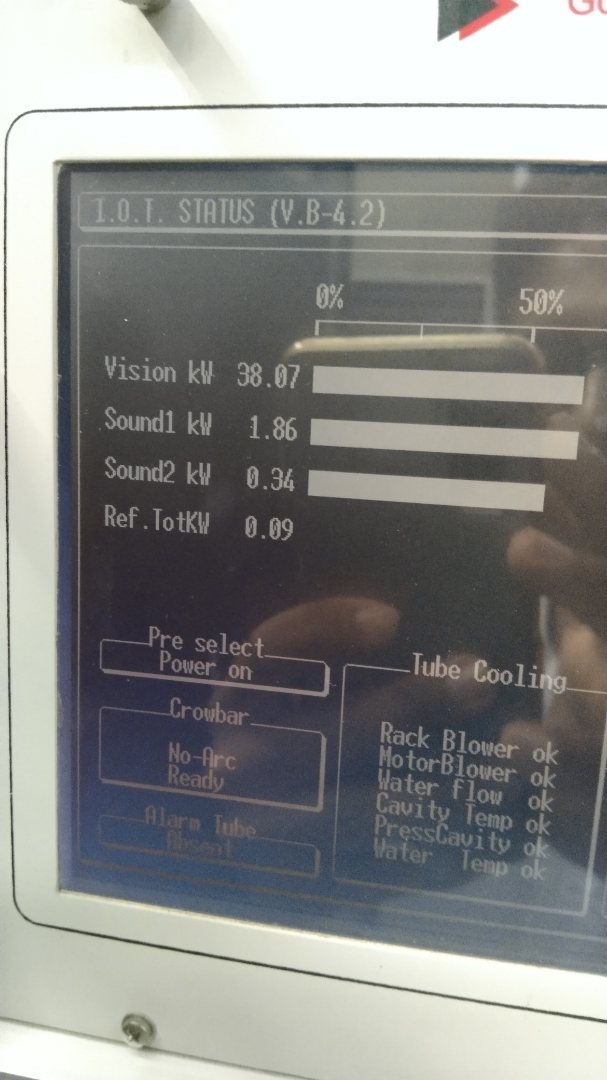 I.O.T. STATUS (V.B-4.2)
0% 50%
Vision kW 38.07
Sound1 kW 1.86
Sound2 kW 0.34
Ref.TotKW 0.09
Pre select
Power on
Crowbar
No-Arc
Ready
Alarm Tube
Absent
Tube Cooling
Rack Blower ok
MotorBlower ok
Water flow ok
Cavity Temp ok
PressCavity ok
Water Temp ok